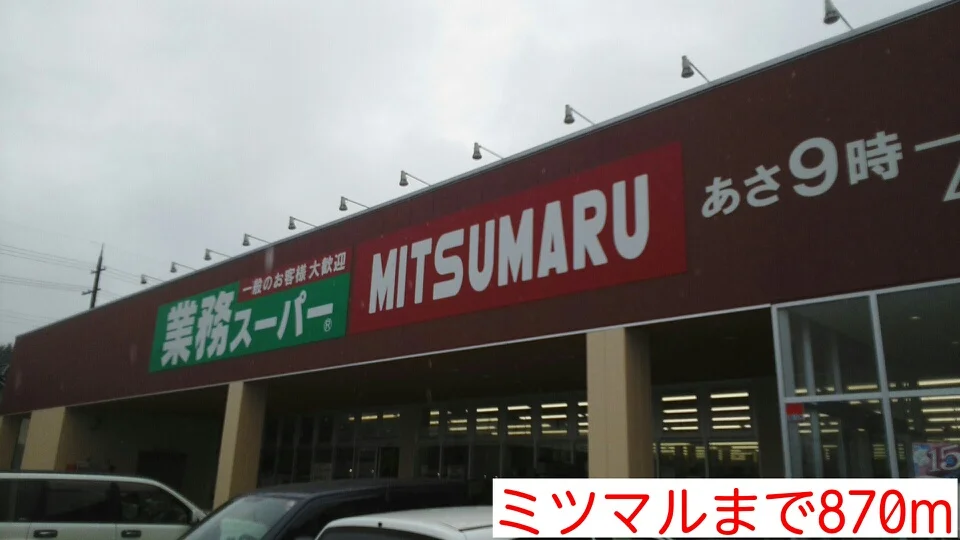 一般のお客様大歓迎
業務スーパー®
MITSUMARU
あさ9時
15
ミツマルまで870m